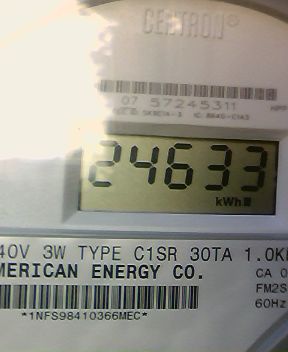 CELLTRON®
07 57245311
24633
kWh
40V 3W TYPE C1SR 30TA 1.0K
MERICAN ENERGY CO.
CA 0
FM2S
60Hz
*1NFS98410366MEC*